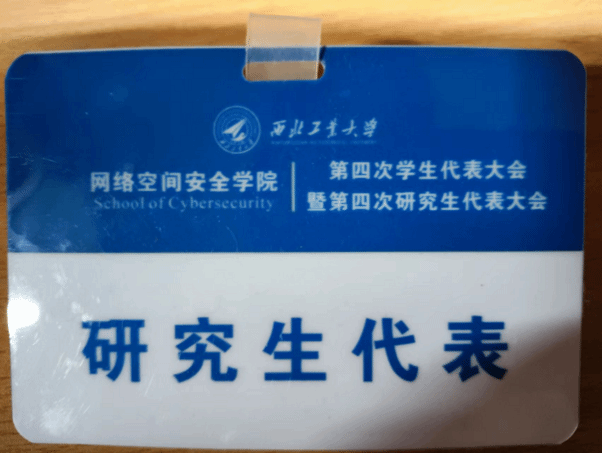 西北工业大学
网络空间安全学院
School of Cybersecurity
第四次学生代表大会
暨第四次研究生代表大会
研究生代表